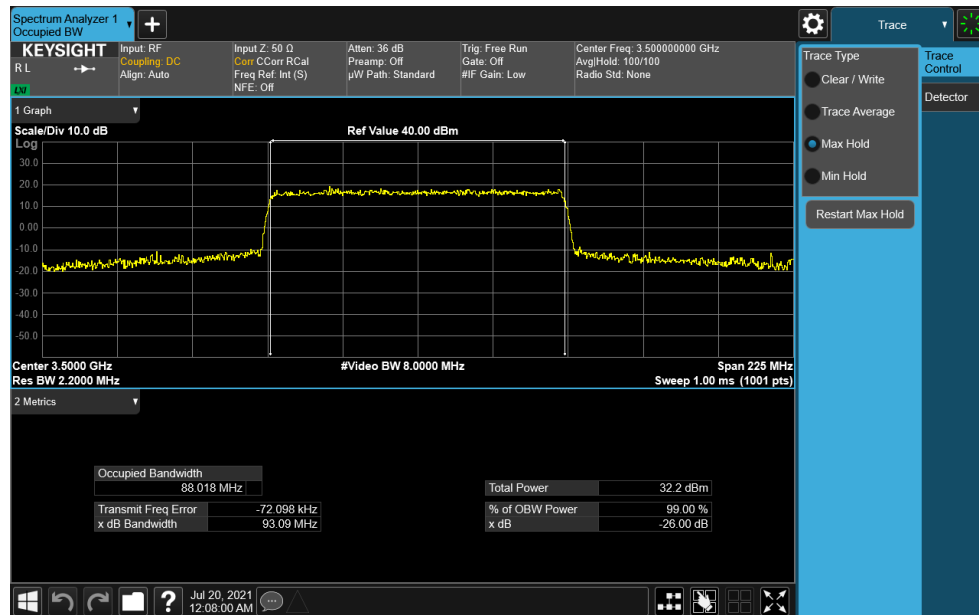 Spectrum Analyzer 1
Occupied BW
Trace
KEYSIGHT
R L
LXI
Input: RF
Coupling: DC
Align: Auto
Input Z: 50 Ω
Corr CCorr RCal
Freq Ref: Int (S)
NFE: Off
Atten: 36 dB
Preamp: Off
µW Path: Standard
Trig: Free Run
Gate: Off
#IF Gain: Low
Center Freq: 3.500000000 GHz
Avg|Hold: 100/100
Radio Std: None
Trace Type
Clear / Write
Trace Average
Max Hold
Min Hold
Restart Max Hold
Trace
Control
Detector
1 Graph
Scale/Div 10.0 dB
Ref Value 40.00 dBm
Log
30.0
20.0
10.0
0.00
-10.0
-20.0
-30.0
-40.0
-50.0
Center 3.5000 GHz
#Video BW 8.0000 MHz
Span 225 MHz
Res BW 2.2000 MHz
Sweep 1.00 ms (1001 pts)
2 Metrics
Occupied Bandwidth
88.018 MHz
Total Power 32.2 dBm
Transmit Freq Error -72.098 kHz
% of OBW Power 99.00 %
x dB Bandwidth 93.09 MHz
x dB -26.00 dB
?
Jul 20, 2021
12:08:00 AM